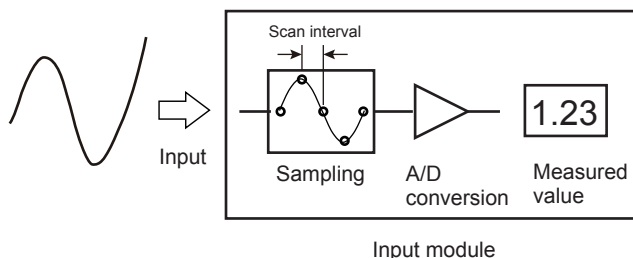 Scan interval
Input
Sampling
A/D
conversion
1.23
Measured
value
Input module